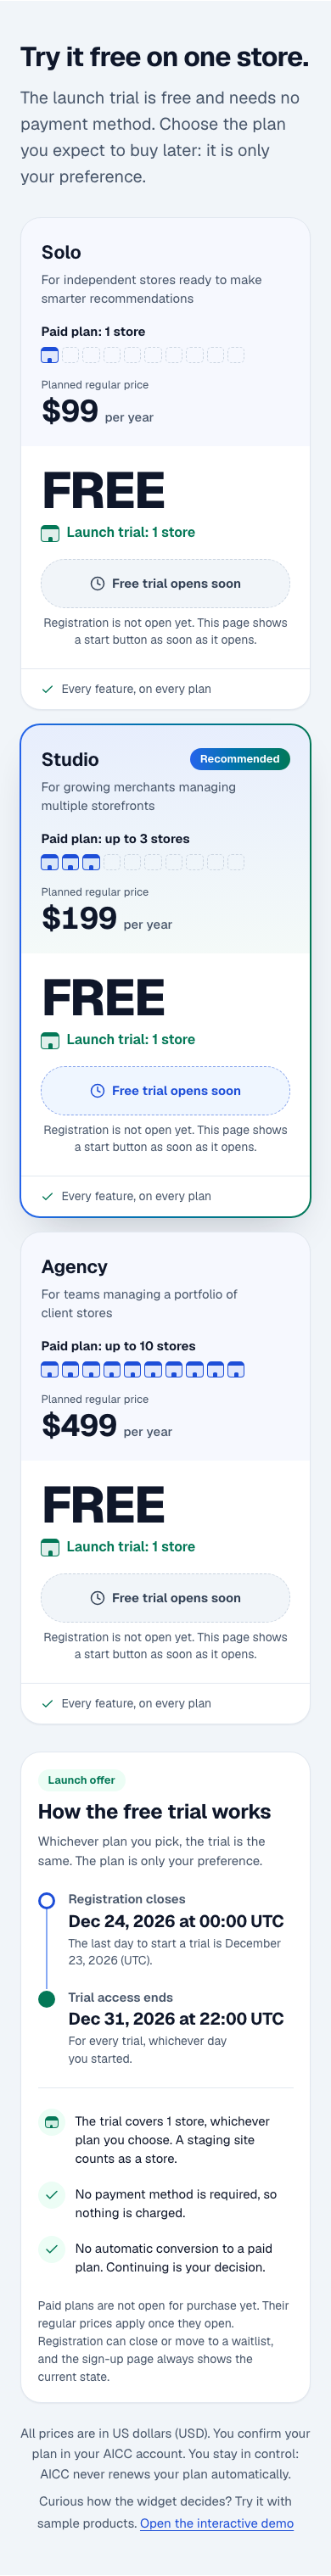 Try it free on one store.
The launch trial is free and needs no
payment method. Choose the plan
you expect to buy later: it is only
your preference.
Solo
For independent stores ready to make
smarter recommendations
Paid plan: 1 store
Planned regular price
$99 per year
FREE
Launch trial: 1 store
Free trial opens soon
Registration is not open yet. This page shows
a start button as soon as it opens.
Every feature, on every plan
Studio
Recommended
For growing merchants managing
multiple storefronts
Paid plan: up to 3 stores
Planned regular price
$199 per year
FREE
Launch trial: 1 store
Free trial opens soon
Registration is not open yet. This page shows
a start button as soon as it opens.
Every feature, on every plan
Agency
For teams managing a portfolio of
client stores
Paid plan: up to 10 stores
Planned regular price
$499 per year
FREE
Launch trial: 1 store
Free trial opens soon
Registration is not open yet. This page shows
a start button as soon as it opens.
Every feature, on every plan
Launch offer
How the free trial works
Whichever plan you pick, the trial is the
same. The plan is only your preference.
Registration closes
Dec 24, 2026 at 00:00 UTC
The last day to start a trial is December
23, 2026 (UTC).
Trial access ends
Dec 31, 2026 at 22:00 UTC
For every trial, whichever day
you started.
The trial covers 1 store, whichever
plan you choose. A staging site
counts as a store.
No payment method is required, so
nothing is charged.
No automatic conversion to a paid
plan. Continuing is your decision.
Paid plans are not open for purchase yet. Their
regular prices apply once they open.
Registration can close or move to a waitlist,
and the sign-up page always shows the
current state.
All prices are in US dollars (USD). You confirm your
plan in your AICC account. You stay in control:
AICC never renews your plan automatically.
Curious how the widget decides? Try it with
sample products. Open the interactive demo